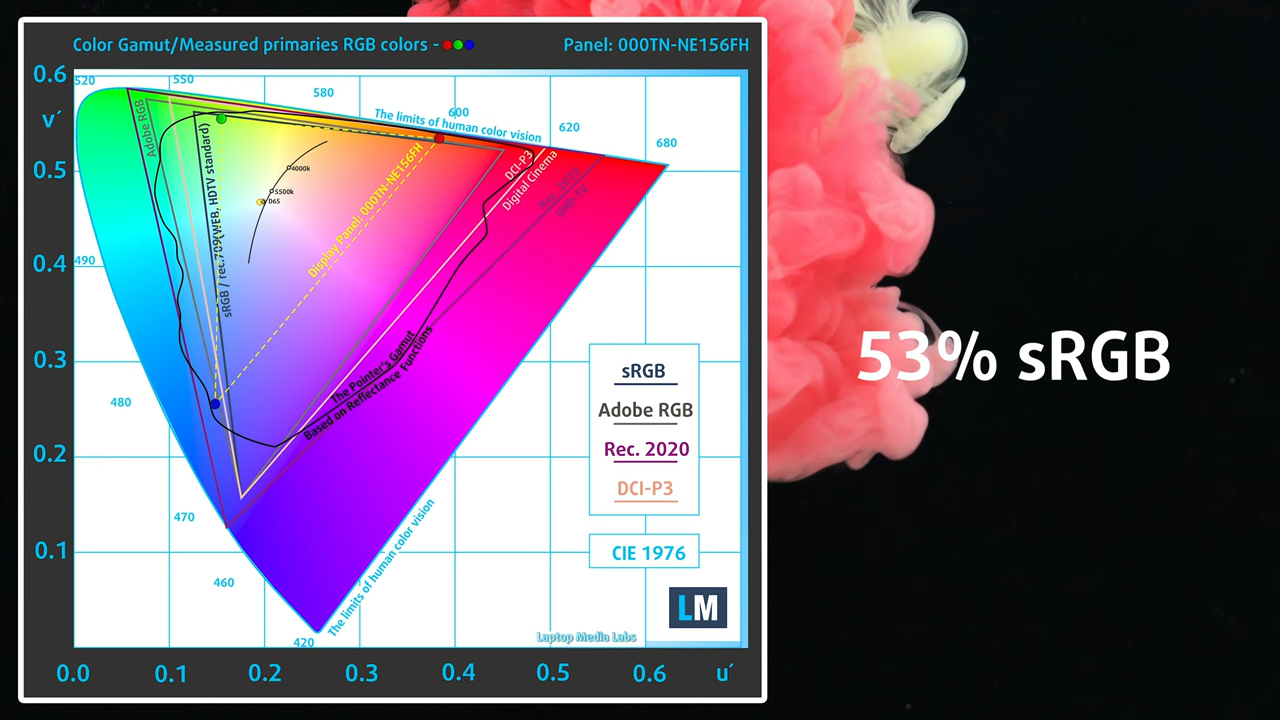 Color Gamut/Measured primaries RGB colors -
Panel: 000TN-NE156FH
0.6
0.5
0.4
0.3
0.2
0.1
v´
520
550
580
600
620
680
490
480
470
460
420
The limits of human color vision
Adobe RGB
sRGB / rec.709(WEB, HDTV standard)
4000k
5500k
D65
Display Panel: 000TN-NE156FH
DCI-P3
Digital Cinema
Rec. 2020
UHD-TV
The Pointer's Gamut
Based on Reflectance Functions
The limits of human color vision
sRGB
Adobe RGB
Rec. 2020
DCI-P3
CIE 1976
LM
Laptop Media Labs
0.0
0.1
0.2
0.3
0.4
0.5
0.6
u´
53% sRGB